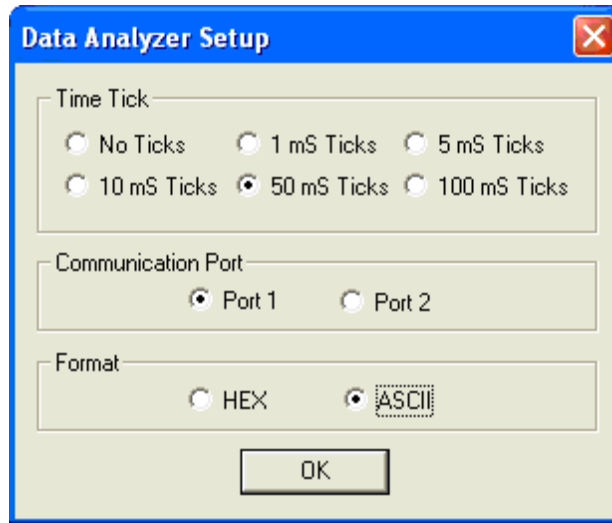 Data Analyzer Setup
Time Tick
No Ticks 1 mS Ticks 5 mS Ticks
10 mS Ticks 50 mS Ticks 100 mS Ticks
Communication Port
Port 1 Port 2
Format
HEX ASCII
OK